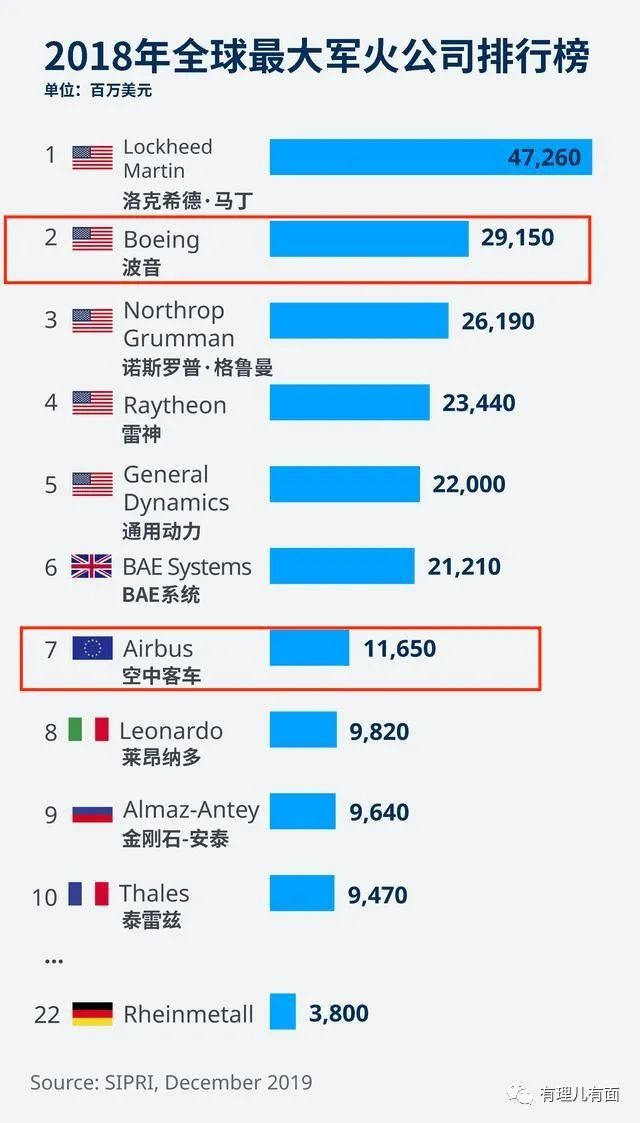 2018年全球最大军火公司排行榜
单位：百万美元
1 Lockheed
Martin
47,260
洛克希德·马丁
2 Boeing 29,150
波音
3 Northrop
Grumman
26,190
诺斯罗普·格鲁曼
4 Raytheon 23,440
雷神
5 General
Dynamics
22,000
通用动力
6 BAE Systems 21,210
BAE系统
7 Airbus 11,650
空中客车
8 Leonardo 9,820
莱昂纳多
9 Almaz-Antey 9,640
金刚石-安泰
10 Thales 9,470
泰雷兹
...
22 Rheinmetall 3,800
Source: SIPRI, December 2019
有理儿有面